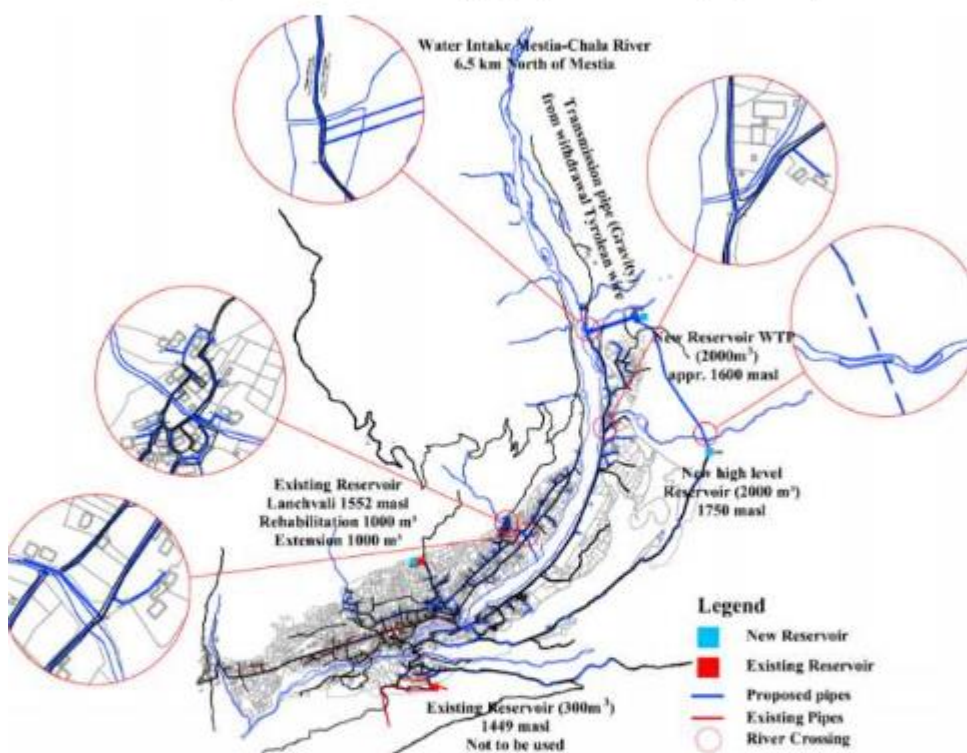 Water Intake Mestia-Chala River
6.5 km North of Mestia
Transmission pipe (Gravity)
from withdrawal Tyrolean wire
New Reservoir WTP
(2000m³)
appr. 1600 masl
New high level
Reservoir (2000 m³)
1750 masl
Existing Reservoir
Lanchvali 1552 masl
Rehabilitation 1000 m³
Extension 1000 m³
Existing Reservoir (300m³)
1449 masl
Not to be used
Legend
New Reservoir
Existing Reservoir
Proposed pipes
Existing Pipes
River Crossing